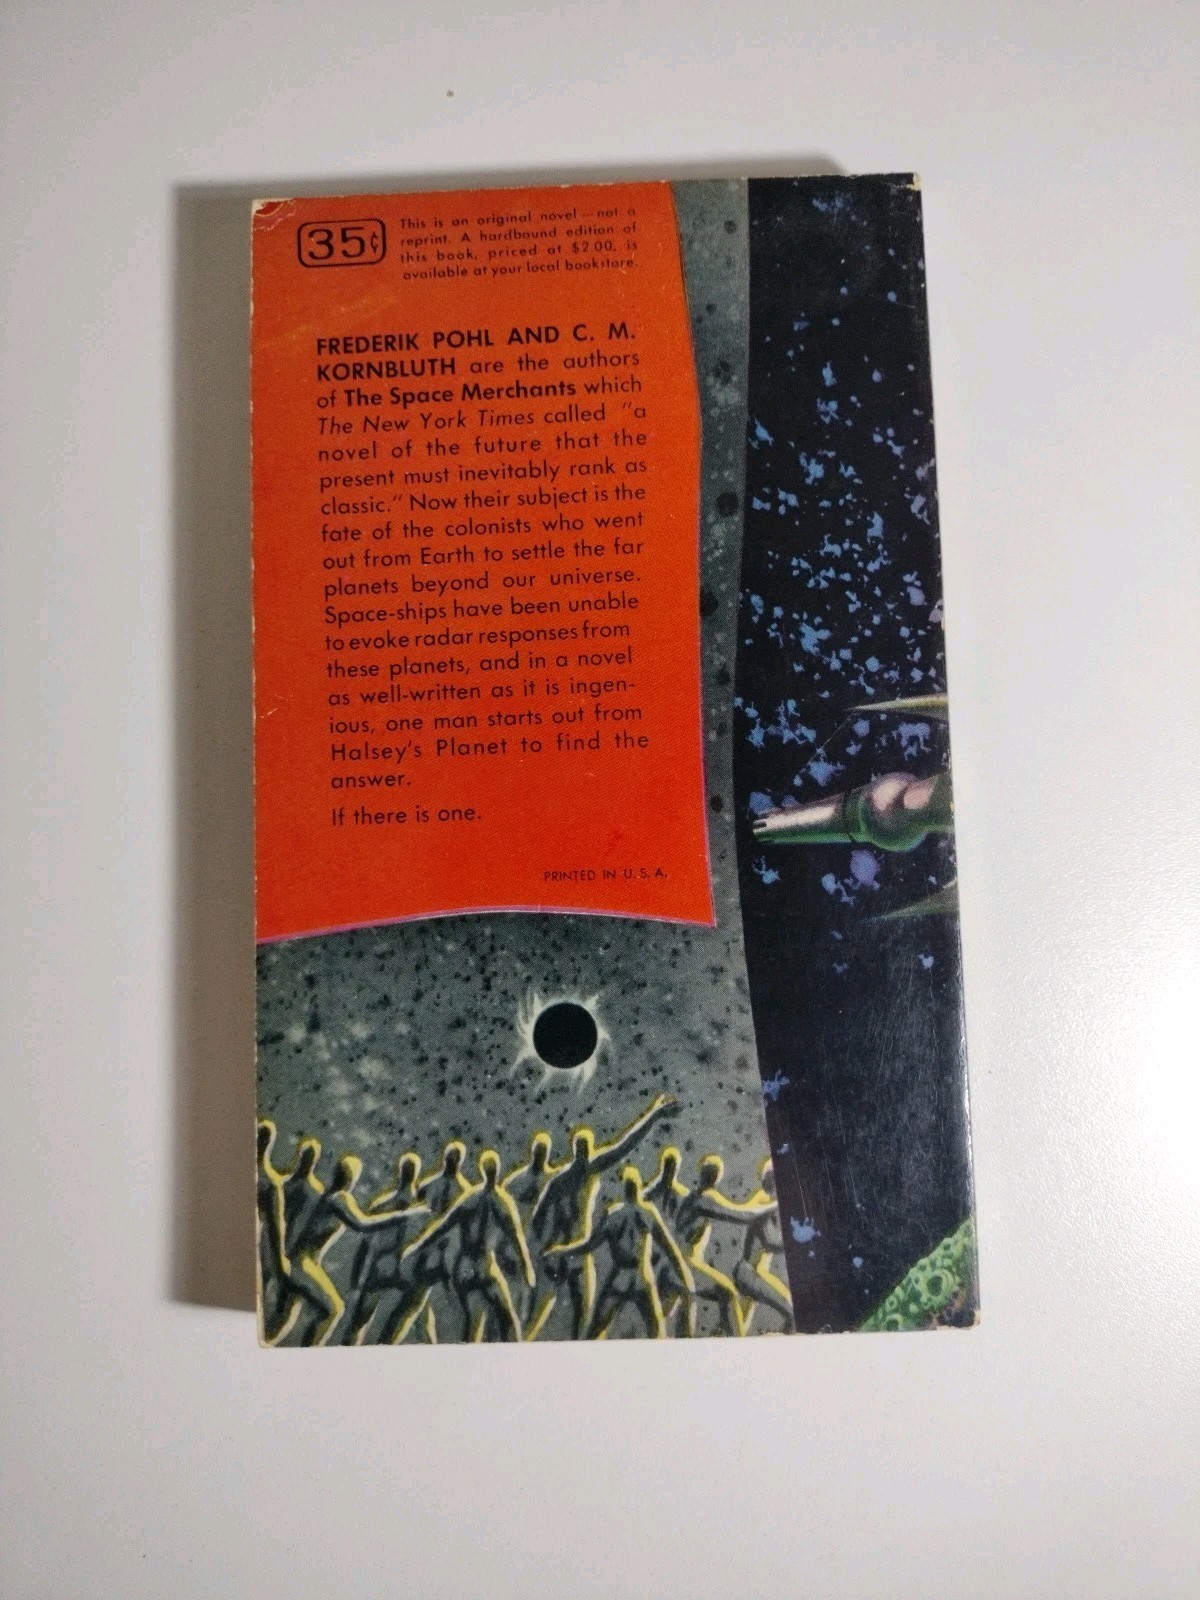 35¢
This is an original novel—not a
reprint. A hardbound edition of
this book, priced at $2.00, is
available at your local bookstore.
FREDERIK POHL AND C. M.
KORNBLUTH are the authors
of The Space Merchants which
The New York Times called "a
novel of the future that the
present must inevitably rank as
classic." Now their subject is the
fate of the colonists who went
out from Earth to settle the far
planets beyond our universe.
Space-ships have been unable
to evoke radar responses from
these planets, and in a novel
as well-written as it is ingen-
ious, one man starts out from
Halsey's Planet to find the
answer.
If there is one.
PRINTED IN U. S. A.